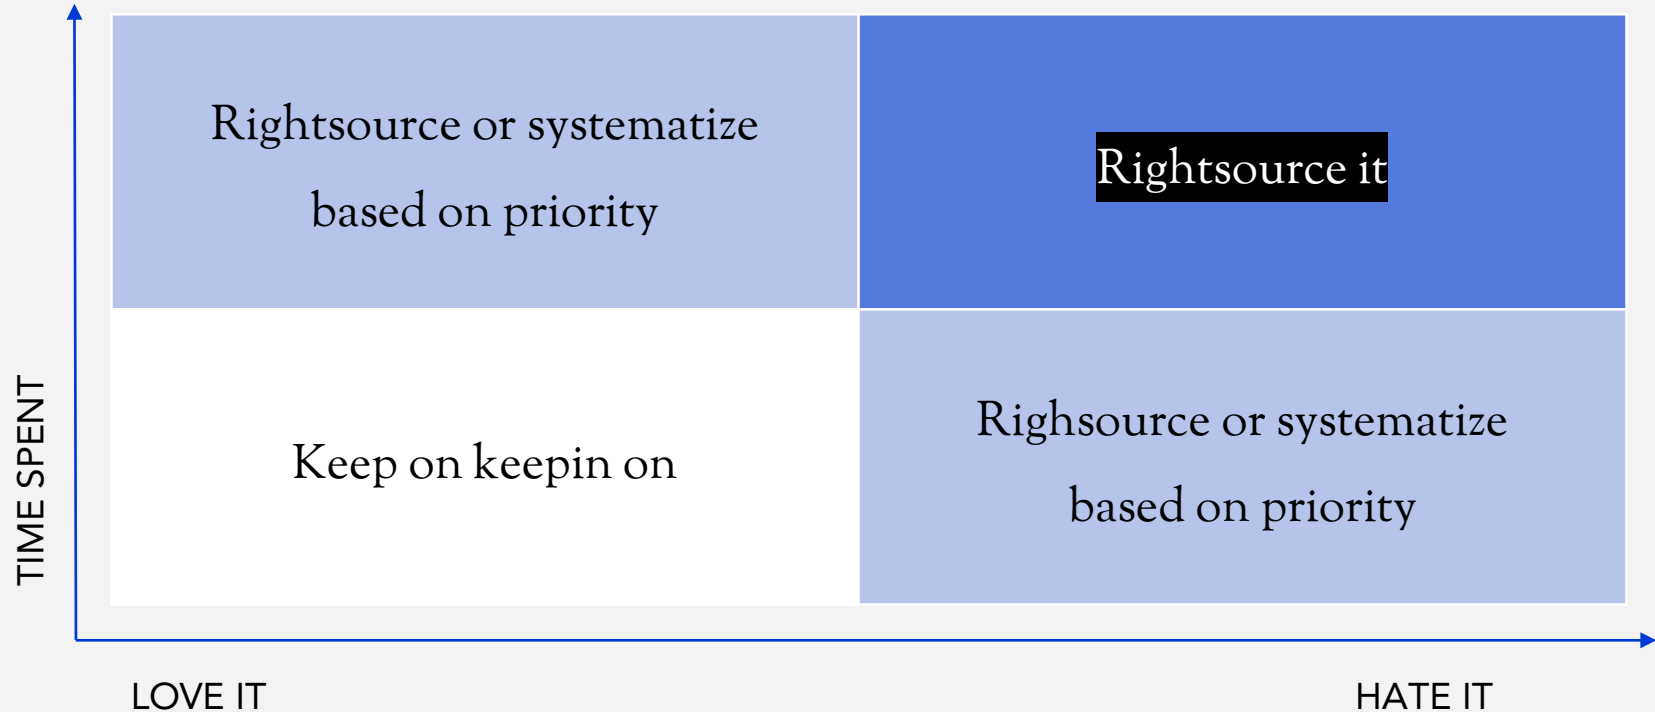 Rightsource or systematize
based on priority
Rightsource it
Keep on keepin on
Righsource or systematize
based on priority
TIME SPENT
LOVE IT
HATE IT